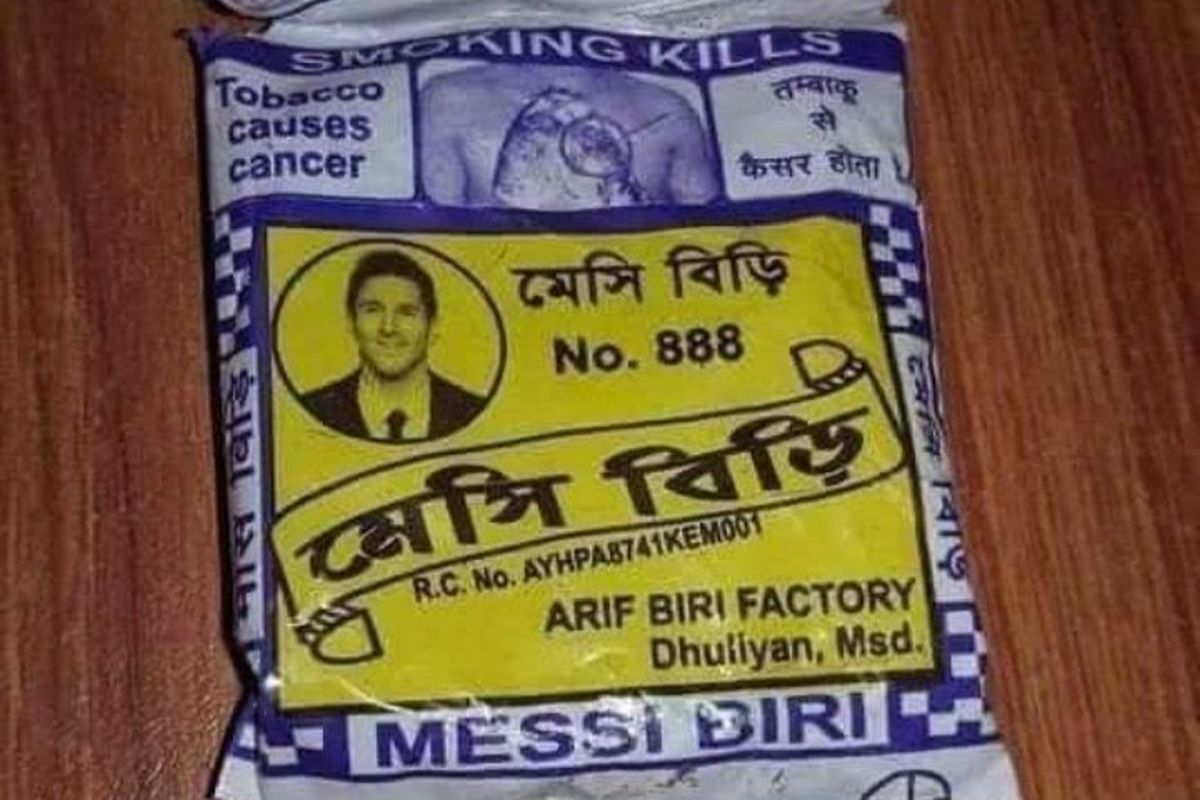 SMOKING KILLS
Tobacco
causes
cancer
तम्बाकू
से
कैसर होता
মেসি বিড়ি
No. 888
মেসি বিড়ি
R.C. No. AYHPA8741KEM001
ARIF BIRI FACTORY
Dhuliyan, Msd.
বিড়ি
MESSI BIRI